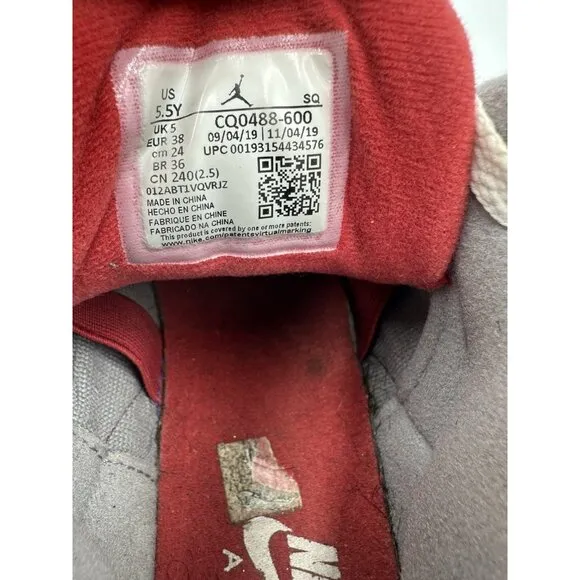 US
5.5Y
SQ
UK 5
EUR 38
cm 24
BR 36
CN 240(2.5)
CQ0488-600
09/04/19 | 11/04/19
UPC 00193154434576
012ABT1VQVRJZ
MADE IN CHINA
HECHO EN CHINA
FABRIQUE EN CHINE
FABRICADO NA CHINA
This product is covered by one or more patents
www.nike.com/patentsvirtualmarking